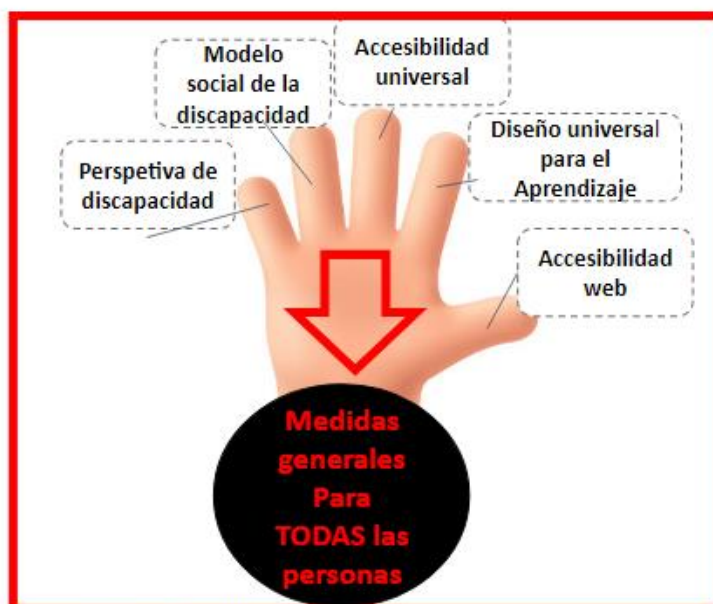 Perspetiva de
discapacidad
Modelo
social de la
discapacidad
Accesibilidad
universal
Diseño universal
para el
Aprendizaje
Accesibilidad
web
Medidas
generales
Para
TODAS las
personas